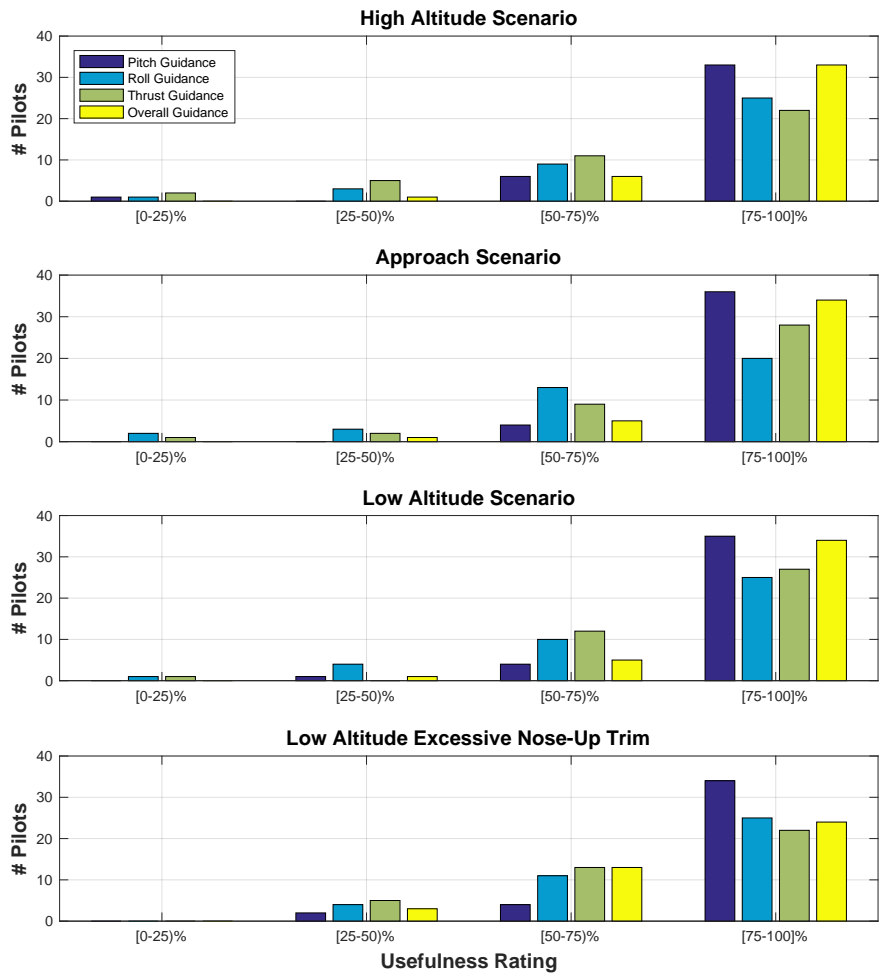 High Altitude Scenario
40
30
20
10
0
# Pilots
Pitch Guidance
Roll Guidance
Thrust Guidance
Overall Guidance
[0-25)%
[25-50)%
[50-75)%
[75-100]%
Approach Scenario
40
30
20
10
0
# Pilots
[0-25)%
[25-50)%
[50-75)%
[75-100]%
Low Altitude Scenario
40
30
20
10
0
# Pilots
[0-25)%
[25-50)%
[50-75)%
[75-100]%
Low Altitude Excessive Nose-Up Trim
40
30
20
10
0
# Pilots
[0-25)%
[25-50)%
[50-75)%
[75-100]%
Usefulness Rating